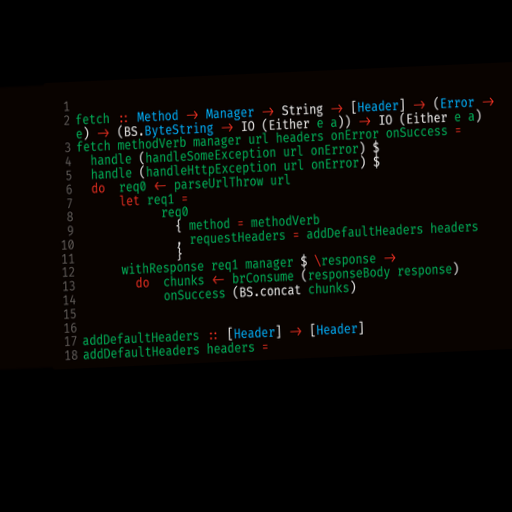 1
2 fetch :: Method → Manager → String → [Header] → (Error →
e) → (BS.ByteString → IO (Either e a)) → IO (Either e a)
3 fetch methodVerb manager url headers onError onSuccess =
4 handle (handleSomeException url onError) $
5 handle (handleHttpException url onError) $
6 do req0 ← parseUrlThrow url
7 let req1 =
8 req0
9 { method = methodVerb
10 , requestHeaders = addDefaultHeaders headers
11 }
12 withResponse req1 manager $ \response →
13 do chunks ← brConsume (responseBody response)
14 onSuccess (BS.concat chunks)
15
16
17 addDefaultHeaders :: [Header] → [Header]
18 addDefaultHeaders headers =